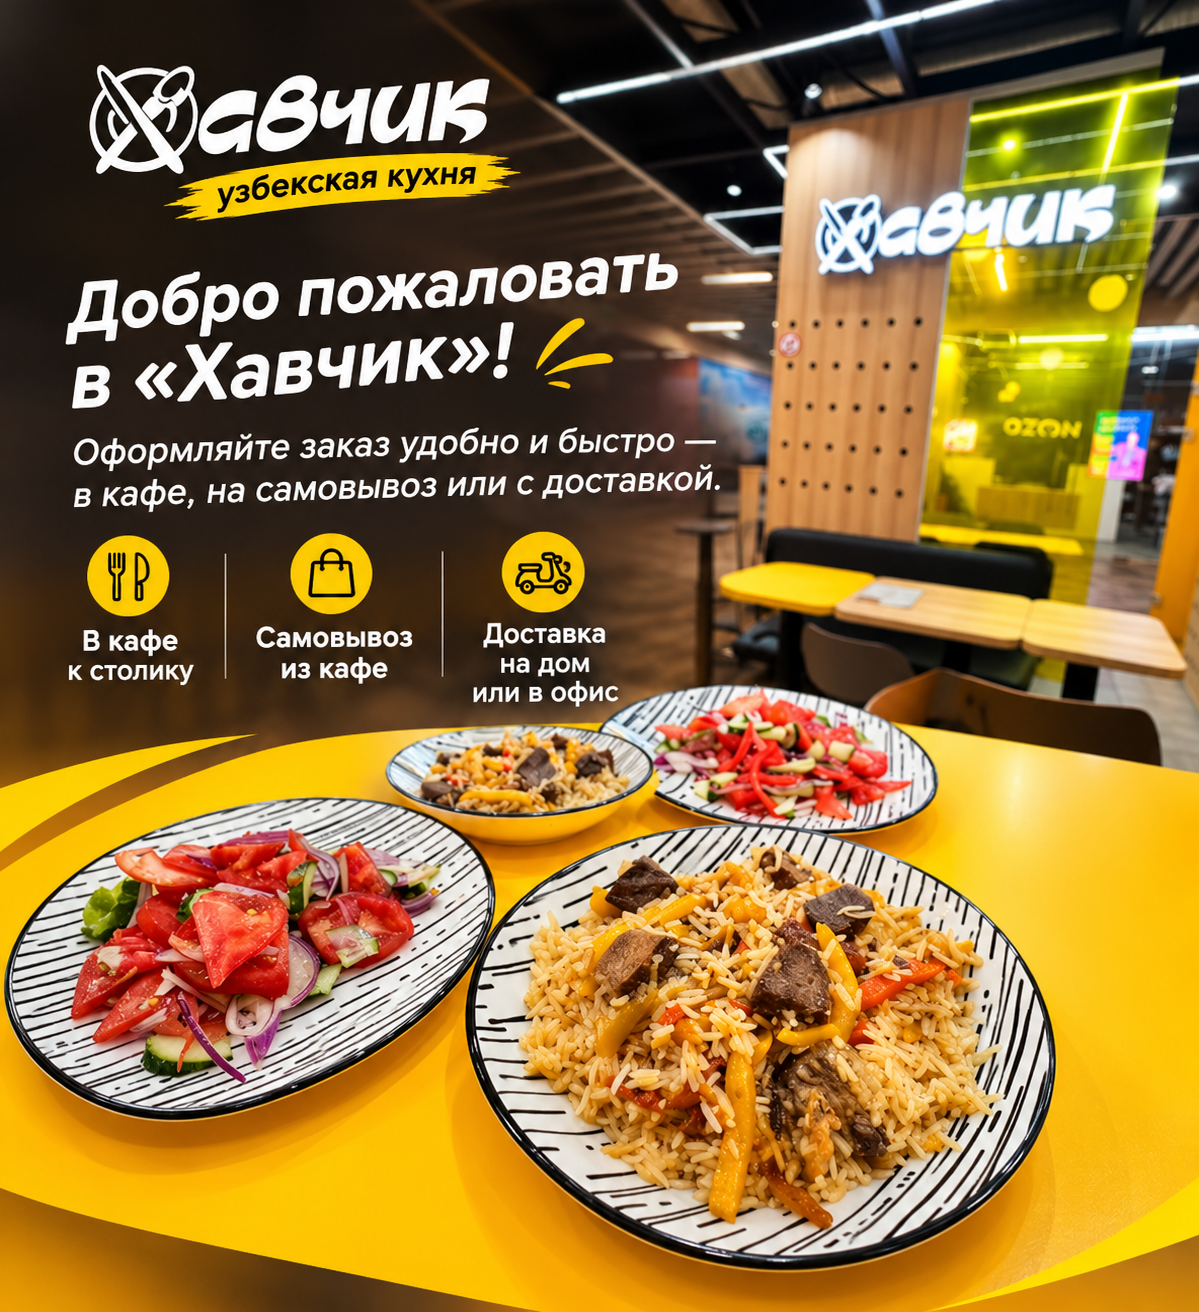 Хавчик
узбекская кухня
Хавчик
Добро пожаловать
в «Хавчик»!
Оформляйте заказ удобно и быстро —
в кафе, на самовывоз или с доставкой.
OZON
В кафе
к столику
Самовывоз
из кафе
Доставка
на дом
или в офис